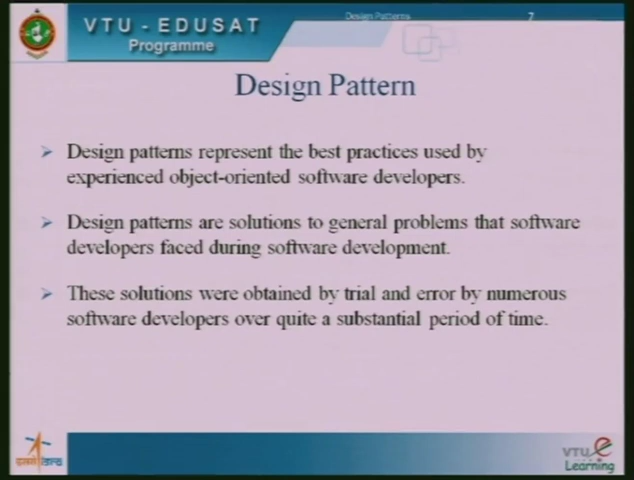 Design Patterns
7
VTU - EDUSAT
Programme
Design Pattern
Design patterns represent the best practices used by
experienced object-oriented software developers.
Design patterns are solutions to general problems that software
developers faced during software development.
These solutions were obtained by trial and error by numerous
software developers over quite a substantial period of time.
VTU
Learning